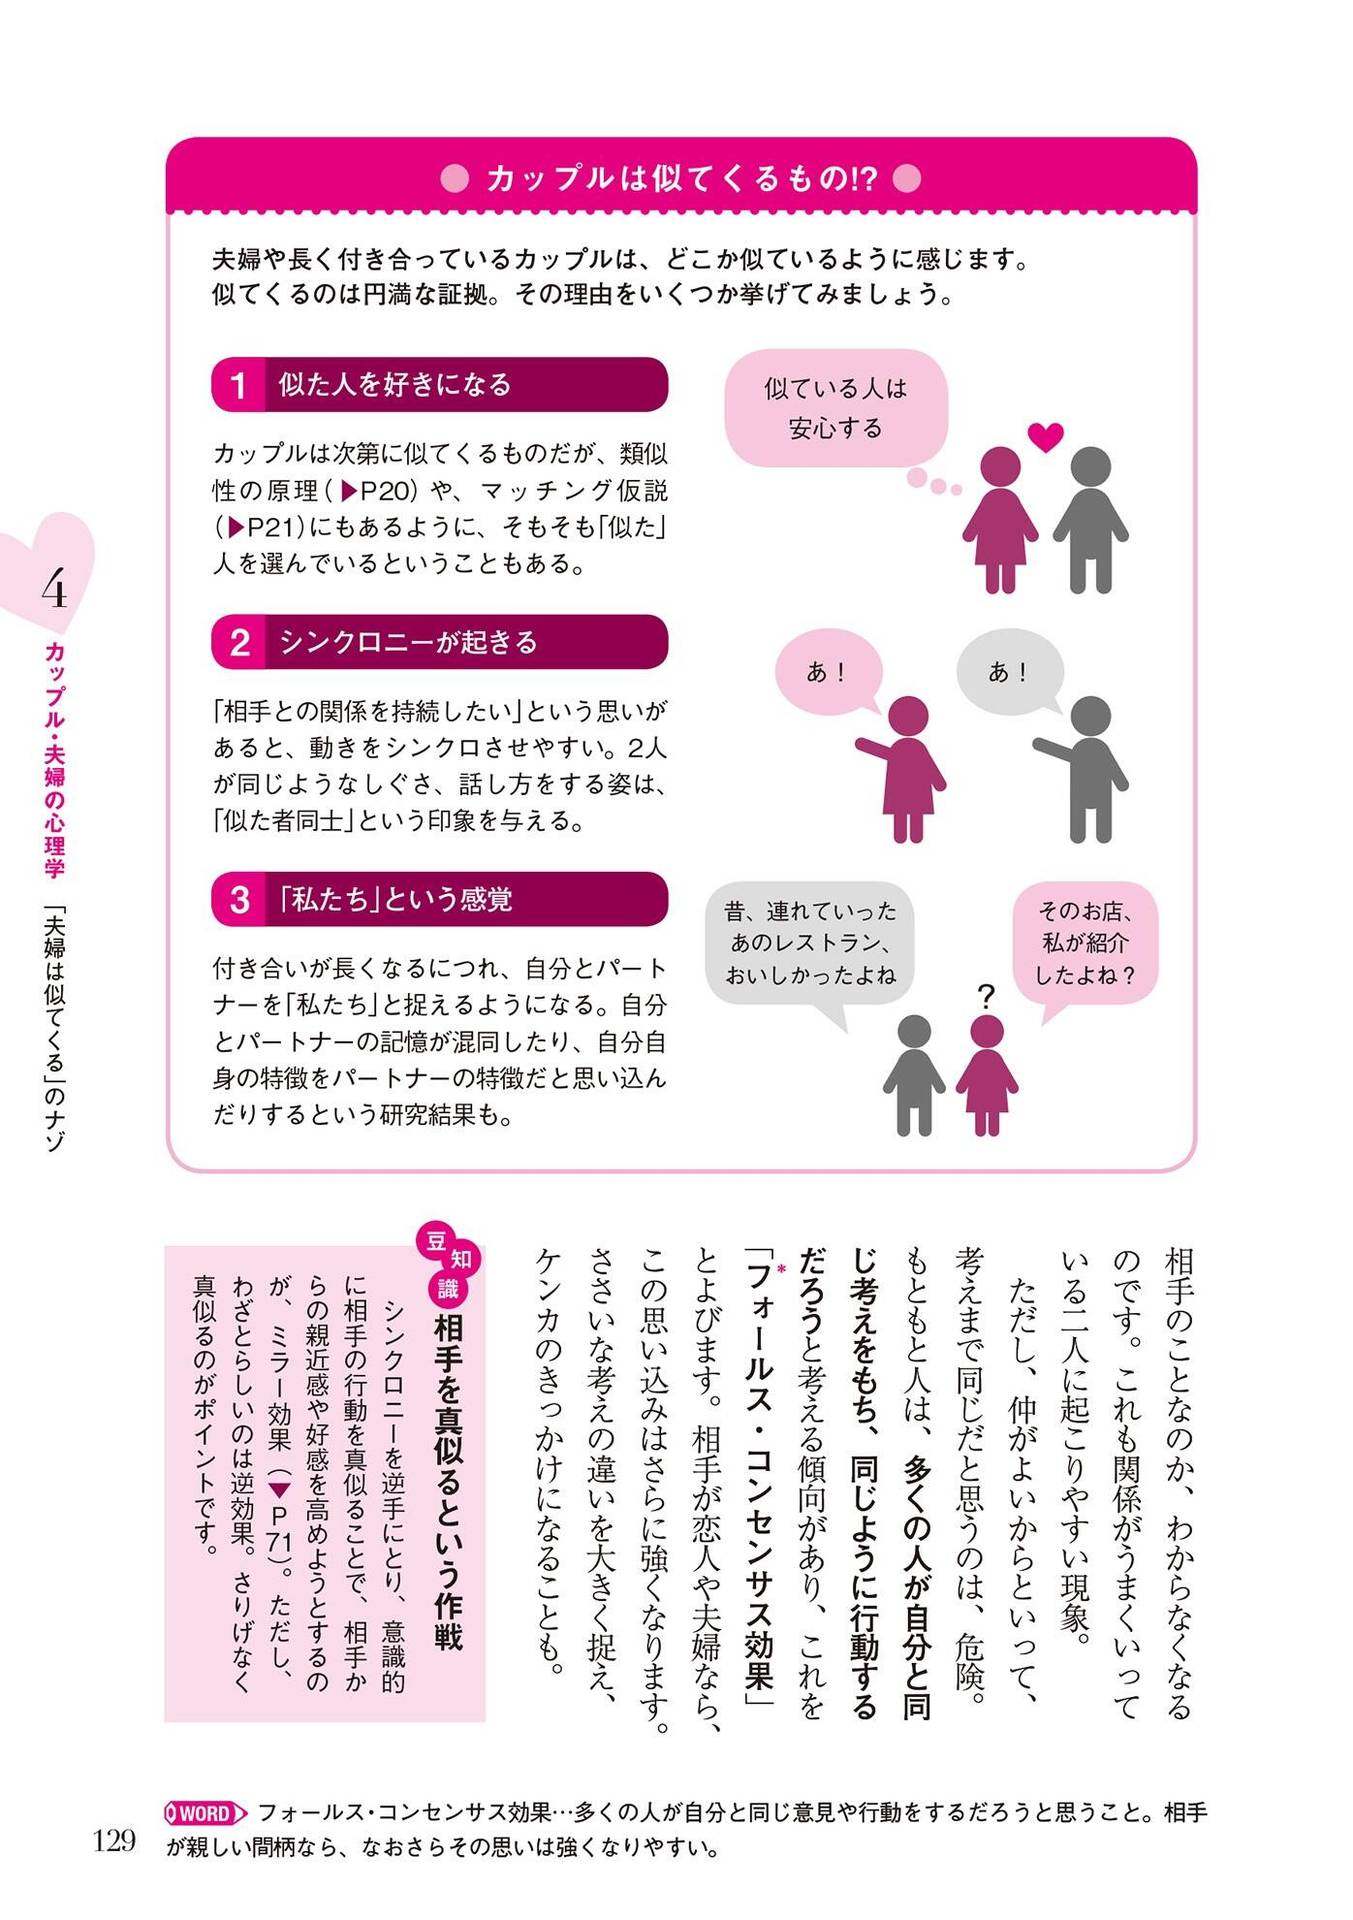 カップルは似てくるもの!?
夫婦や長く付き合っているカップルは、どこか似ているように感じます。
似てくるのは円満な証拠。その理由をいくつか挙げてみましょう。
1 似た人を好きになる
カップルは次第に似てくるものだが、類似
性の原理(▶P20)や、マッチング仮説
(▶P21)にもあるように、そもそも「似た」
人を選んでいるということもある。
似ている人は
安心する
2 シンクロニーが起きる
「相手との関係を持続したい」という思いが
あると、動きをシンクロさせやすい。2人
が同じようなしぐさ、話し方をする姿は、
「似た者同士」という印象を与える。
あ！
あ！
3 「私たち」という感覚
付き合いが長くなるにつれ、自分とパート
ナーを「私たち」と捉えるようになる。自分
とパートナーの記憶が混同したり、自分自
身の特徴をパートナーの特徴だと思い込ん
だりするという研究結果も。
昔、連れていった
あのレストラン、
おいしかったよね
?
そのお店、
私が紹介
したよね？
4 カップル・夫婦の心理学 「夫婦は似てくる」のナゾ
相手のことなのか、わからなくなる
のです。これも関係がうまくいって
いる二人に起こりやすい現象。
ただし、仲がよいからといって、
考えまで同じだと思うのは、危険。
もともと人は、多くの人が自分と同
じ考えをもち、同じように行動する
だろうと考える傾向があり、これを
「フォールス・コンセンサス効果」*
とよびます。相手が恋人や夫婦なら、
この思い込みはさらに強くなります。
ささいな考えの違いを大きく捉え、
ケンカのきっかけになることも。
豆知識
相手を真似るという作戦
シンクロニーを逆手にとり、意識的
に相手の行動を真似ることで、相手か
らの親近感や好感を高めようとするの
が、ミラー効果(▶P71)。ただし、
わざとらしいのは逆効果。さりげなく
真似るのがポイントです。
WORD フォールス・コンセンサス効果…多くの人が自分と同じ意見や行動をするだろうと思うこと。相手
が親しい間柄なら、なおさらその思いは強くなりやすい。
129